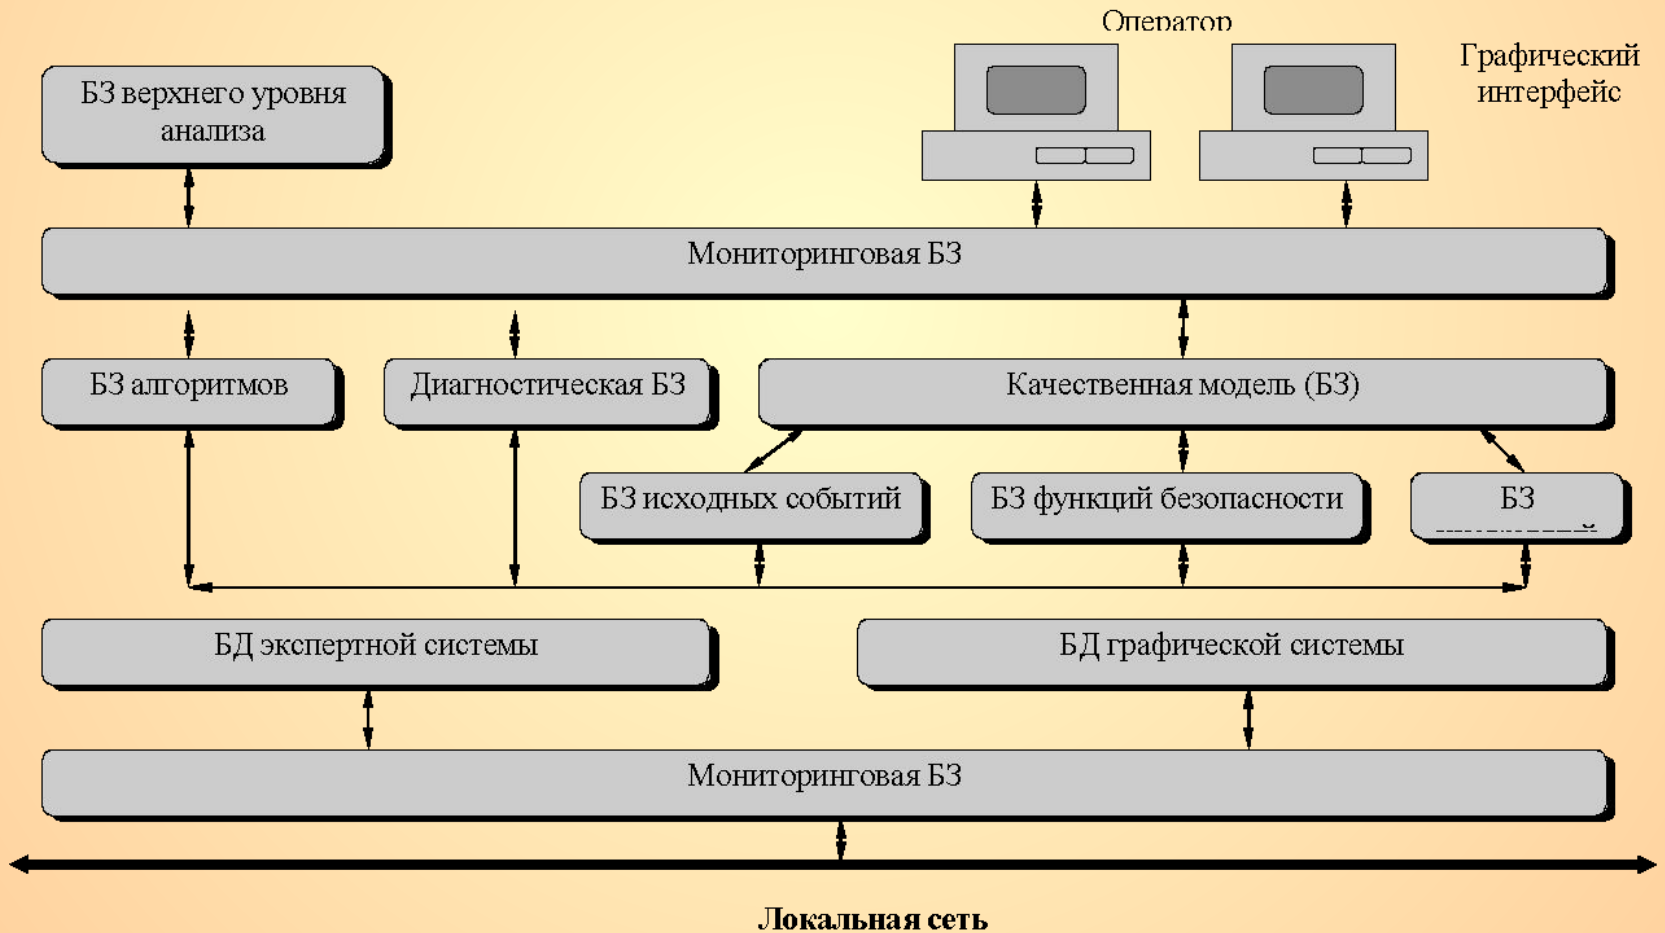 Оператор
Графический
интерфейс
БЗ верхнего уровня
анализа
Мониторинговая БЗ
БЗ алгоритмов
Диагностическая БЗ
Качественная модель (БЗ)
БЗ исходных событий
БЗ функций безопасности
БЗ
БД экспертной системы
БД графической системы
Мониторинговая БЗ
Локальная сеть